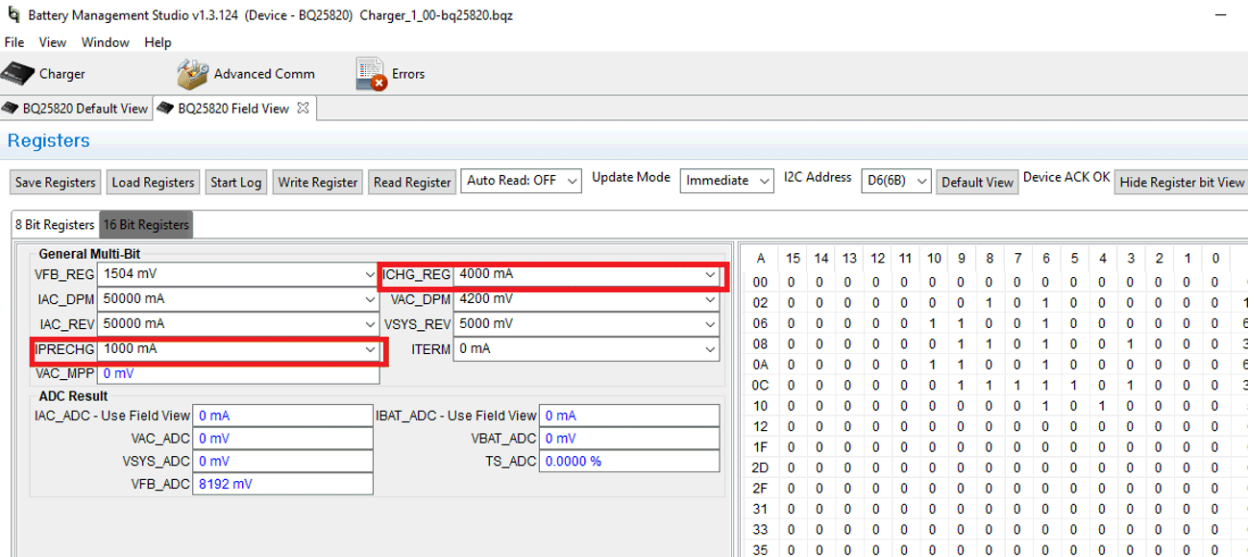 Battery Management Studio v1.3.124 (Device - BQ25820) Charger_1_00-bq25820.bqz
File View Window Help
Charger Advanced Comm Errors
BQ25820 Default View BQ25820 Field View
Registers
Save Registers Load Registers Start Log Write Register Read Register Auto Read: OFF Update Mode Immediate I2C Address D6(6B) Default View Device ACK OK Hide Register bit View
8 Bit Registers 16 Bit Registers
General Multi-Bit
VFB_REG 1504 mV ICHG_REG 4000 mA
IAC_DPM 50000 mA VAC_DPM 4200 mV
IAC_REV 50000 mA VSYS_REV 5000 mV
IPRECHG 1000 mA ITERM 0 mA
VAC_MPP 0 mV
ADC Result
IAC_ADC - Use Field View 0 mA IBAT_ADC - Use Field View 0 mA
VAC_ADC 0 mV VBAT_ADC 0 mV
VSYS_ADC 0 mV TS_ADC 0.0000 %
VFB_ADC 8192 mV
A 15 14 13 12 11 10 9 8 7 6 5 4 3 2 1 0
00 0 0 0 0 0 0 0 0 0 0 0 0 0 0 0 0
02 0 0 0 0 0 0 0 1 0 1 0 0 0 0 0 0 1
06 0 0 0 0 0 1 1 0 0 1 0 0 0 0 0 0 6
08 0 0 0 0 0 0 1 1 0 1 0 0 1 0 0 0 3
0A 0 0 0 0 0 1 1 0 0 1 0 0 0 0 0 0 6
0C 0 0 0 0 0 0 1 1 1 1 1 0 1 0 0 0 3
10 0 0 0 0 0 0 0 0 0 1 0 1 0 0 0 0
12 0 0 0 0 0 0 0 0 0 0 0 0 0 0 0 0
1F 0 0 0 0 0 0 0 0 0 0 0 0 0 0 0 0
2D 0 0 0 0 0 0 0 0 0 0 0 0 0 0 0 0
2F 0 0 0 0 0 0 0 0 0 0 0 0 0 0 0 0
31 0 0 0 0 0 0 0 0 0 0 0 0 0 0 0 0
33 0 0 0 0 0 0 0 0 0 0 0 0 0 0 0 0
35 0 0 0 0 0 0 0 0 0 0 0 0 0 0 0 0